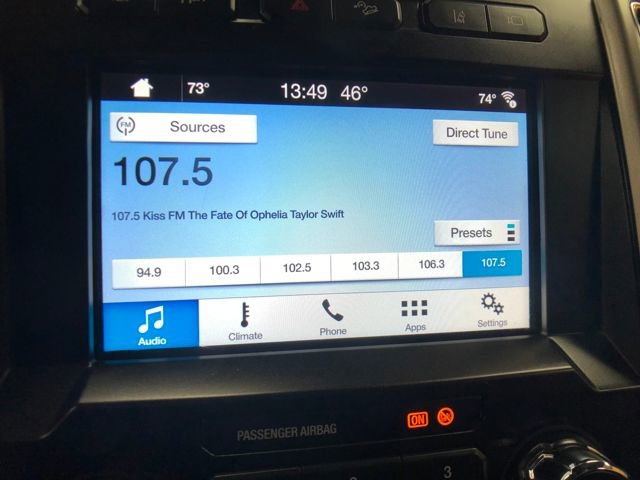 73° 13:49 46° 74°
FM Sources Direct Tune
107.5
107.5 Kiss FM The Fate Of Ophelia Taylor Swift
Presets
94.9 100.3 102.5 103.3 106.3 107.5
Audio Climate Phone Apps Settings
PASSENGER AIRBAG ON
3